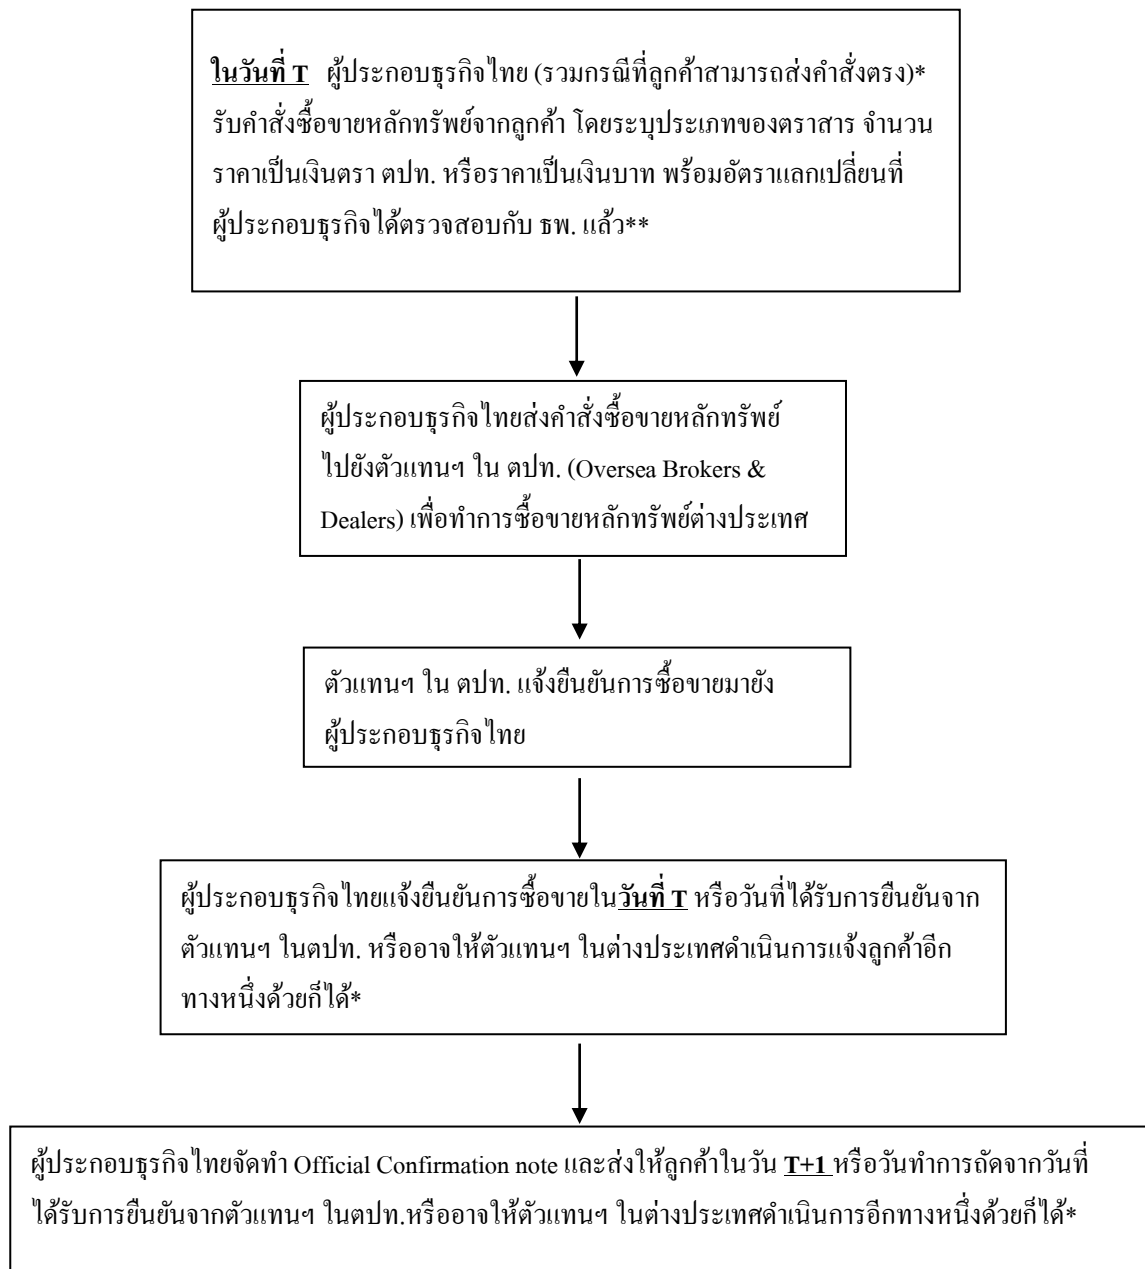 ในวันที่ T ผู้ประกอบธุรกิจไทย (รวมกรณีที่ลูกค้าสามารถส่งคำสั่งตรง)*
รับคำสั่งซื้อขายหลักทรัพย์จากลูกค้า โดยระบุประเภทของตราสาร จำนวน
ราคาเป็นเงินตรา ตปท. หรือราคาเป็นเงินบาท พร้อมอัตราแลกเปลี่ยนที่
ผู้ประกอบธุรกิจได้ตรวจสอบกับ ธพ. แล้ว**
ผู้ประกอบธุรกิจไทยส่งคำสั่งซื้อขายหลักทรัพย์
ไปยังตัวแทนฯ ใน ตปท. (Oversea Brokers &
Dealers) เพื่อทำการซื้อขายหลักทรัพย์ต่างประเทศ
ตัวแทนฯ ใน ตปท. แจ้งยืนยันการซื้อขายมายัง
ผู้ประกอบธุรกิจไทย
ผู้ประกอบธุรกิจไทยแจ้งยืนยันการซื้อขายในวันที่ T หรือวันที่ได้รับการยืนยันจาก
ตัวแทนฯ ในตปท. หรืออาจให้ตัวแทนฯ ในต่างประเทศดำเนินการแจ้งลูกค้าอีก
ทางหนึ่งด้วยก็ได้*
ผู้ประกอบธุรกิจไทยจัดทำ Official Confirmation note และส่งให้ลูกค้าในวัน T+1 หรือวันทำการถัดจากวันที่
ได้รับการยืนยันจากตัวแทนฯ ในตปท.หรืออาจให้ตัวแทนฯ ในต่างประเทศดำเนินการอีกทางหนึ่งด้วยก็ได้*